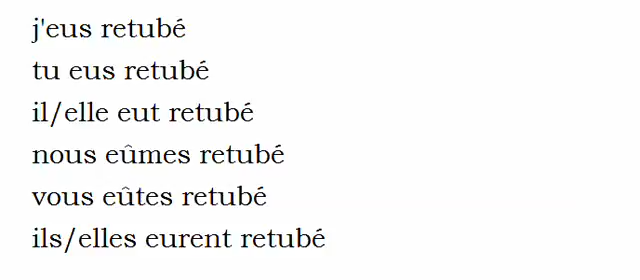 j'eus retubé
tu eus retubé
il/elle eut retubé
nous eûmes retubé
vous eûtes retubé
ils/elles eurent retubé